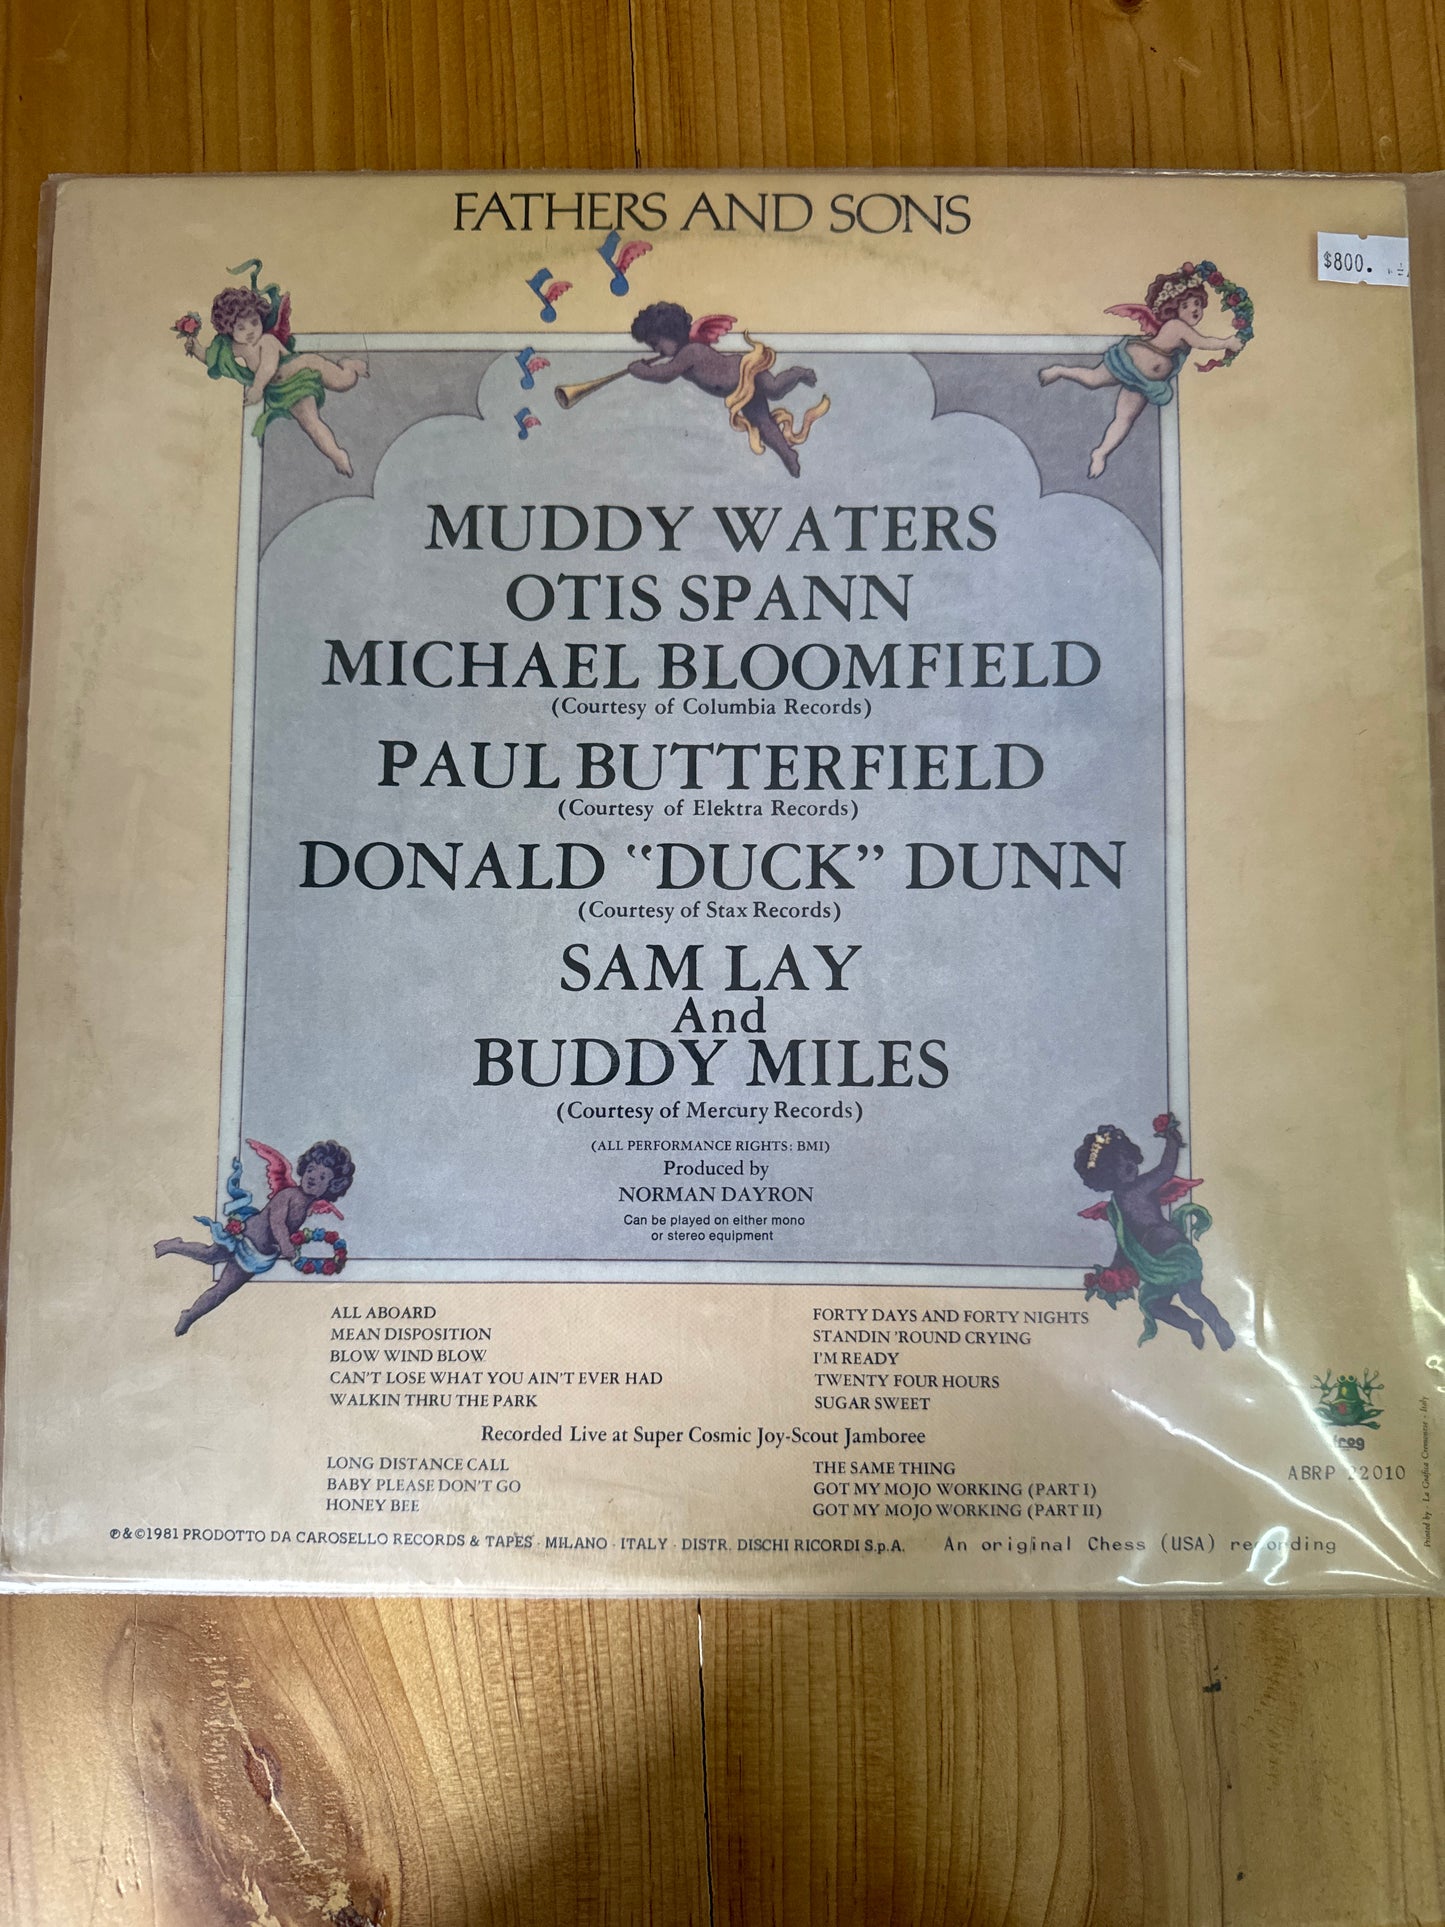 FATHERS AND SONS
$800.
MUDDY WATERS
OTIS SPANN
MICHAEL BLOOMFIELD
(Courtesy of Columbia Records)
PAUL BUTTERFIELD
(Courtesy of Elektra Records)
DONALD “DUCK” DUNN
(Courtesy of Stax Records)
SAM LAY
And
BUDDY MILES
(Courtesy of Mercury Records)
(ALL PERFORMANCE RIGHTS: BMI)
Produced by
NORMAN DAYRON
Can be played on either mono
or stereo equipment
ALL ABOARD
MEAN DISPOSITION
BLOW WIND BLOW
CAN'T LOSE WHAT YOU AIN'T EVER HAD
WALKIN THRU THE PARK
FORTY DAYS AND FORTY NIGHTS
STANDIN 'ROUND CRYING
I'M READY
TWENTY FOUR HOURS
SUGAR SWEET
Recorded Live at Super Cosmic Joy-Scout Jamboree
LONG DISTANCE CALL
BABY PLEASE DON'T GO
HONEY BEE
THE SAME THING
GOT MY MOJO WORKING (PART I)
GOT MY MOJO WORKING (PART II)
frog
ABRP 22010
℗&©1981 PRODOTTO DA CAROSELLO RECORDS & TAPES - MILANO - ITALY - DISTR. DISCHI RICORDI S.p.A.
An original Chess (USA) recording
Printed by - La Grafica Cremonese - Italy